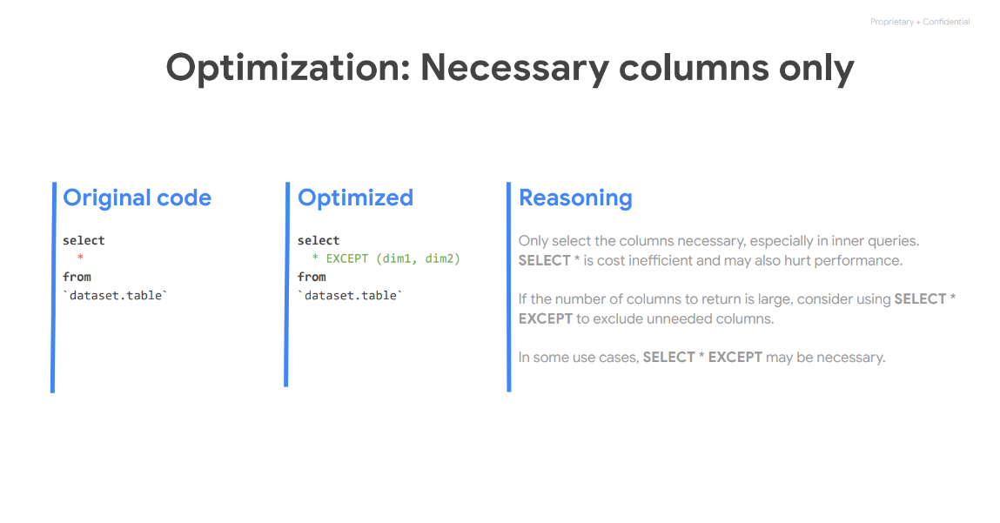 Proprietary + Confidential
Optimization: Necessary columns only
Original code
select
*
from
`dataset.table`
Optimized
select
* EXCEPT (dim1, dim2)
from
`dataset.table`
Reasoning
Only select the columns necessary, especially in inner queries.
SELECT * is cost inefficient and may also hurt performance.
If the number of columns to return is large, consider using SELECT *
EXCEPT to exclude unneeded columns.
In some use cases, SELECT * EXCEPT may be necessary.